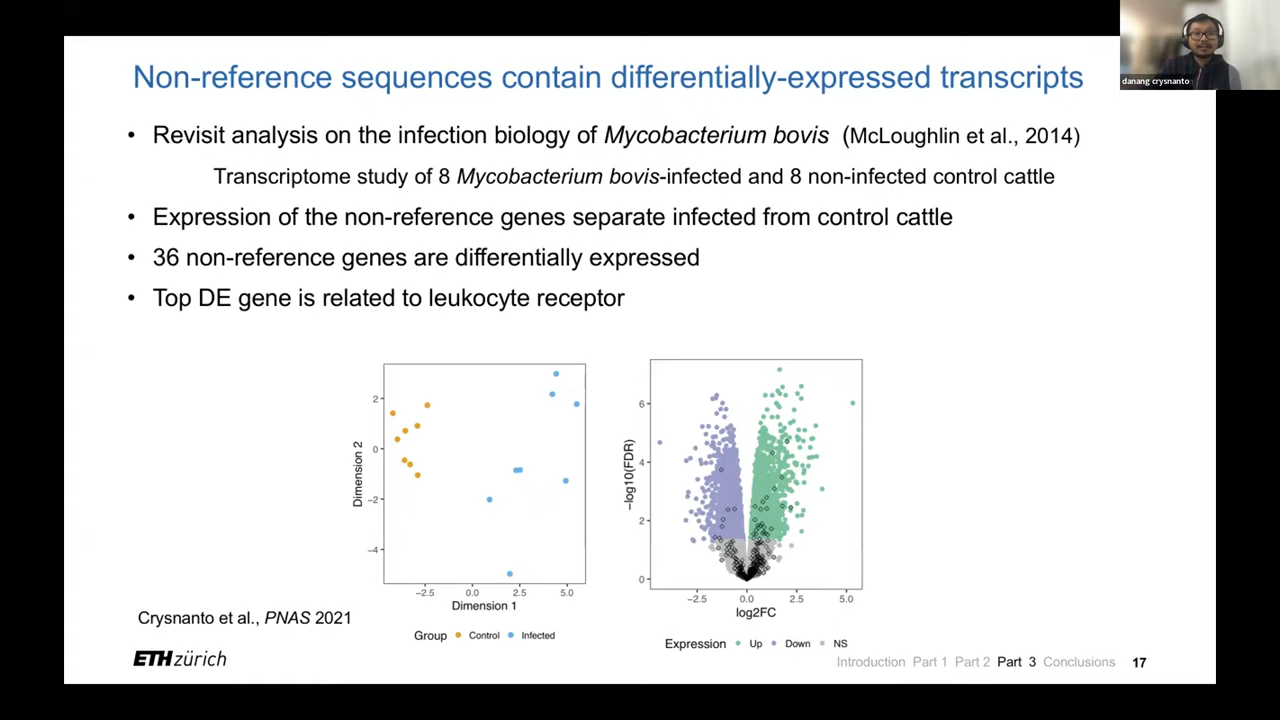 danang crysnanto
Non-reference sequences contain differentially-expressed transcripts
• Revisit analysis on the infection biology of Mycobacterium bovis (McLoughlin et al., 2014)
Transcriptome study of 8 Mycobacterium bovis-infected and 8 non-infected control cattle
• Expression of the non-reference genes separate infected from control cattle
• 36 non-reference genes are differentially expressed
• Top DE gene is related to leukocyte receptor
Dimension 2
2
0
−2
−4
−2.5 0.0 2.5 5.0
Dimension 1
Group Control Infected
−log10(FDR)
6
4
2
0
−2.5 0.0 2.5 5.0
log2FC
Expression Up Down NS
Crysnanto et al., PNAS 2021
ETH zürich
Introduction Part 1 Part 2 Part 3 Conclusions 17